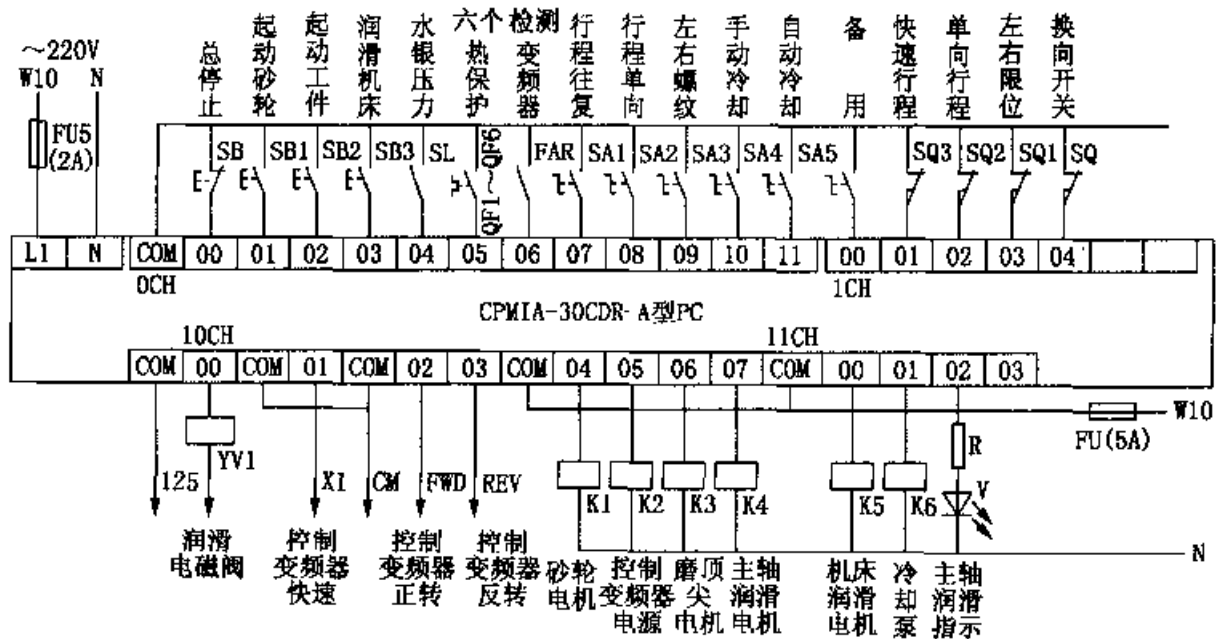 ～220V
W10 N
FU5
(2A)
总停止
起动砂轮
起动工件
润滑机床
水银压力
六个检测
热保护
变频器
行程往复
行程单向
左右螺纹
手动冷却
自动冷却
备用
快速行程
单向行程
左右限位
换向开关
SB SB1 SB2 SB3 SL QF1～QF6 FAR SA1 SA2 SA3 SA4 SA5 SQ3 SQ2 SQ1 SQ
L1 N COM 00 01 02 03 04 05 06 07 08 09 10 11 00 01 02 03 04
0CH 1CH
CPMIA-30CDR-A型PC
10CH 11CH
COM 00 COM 01 COM 02 03 COM 04 05 06 07 COM 00 01 02 03
W10
FU(5A)
125 YV1 X1 CM FWD REV K1 K2 K3 K4 K5 K6 R V
N
润滑
电磁阀
控制
变频器
快速
控制
变频器
正转
控制
变频器
反转
砂轮
电机
控制
变频器
电源
磨顶
尖
电机
主轴
润滑
电机
机床
润滑
电机
冷
却
泵
主轴
润滑
指示